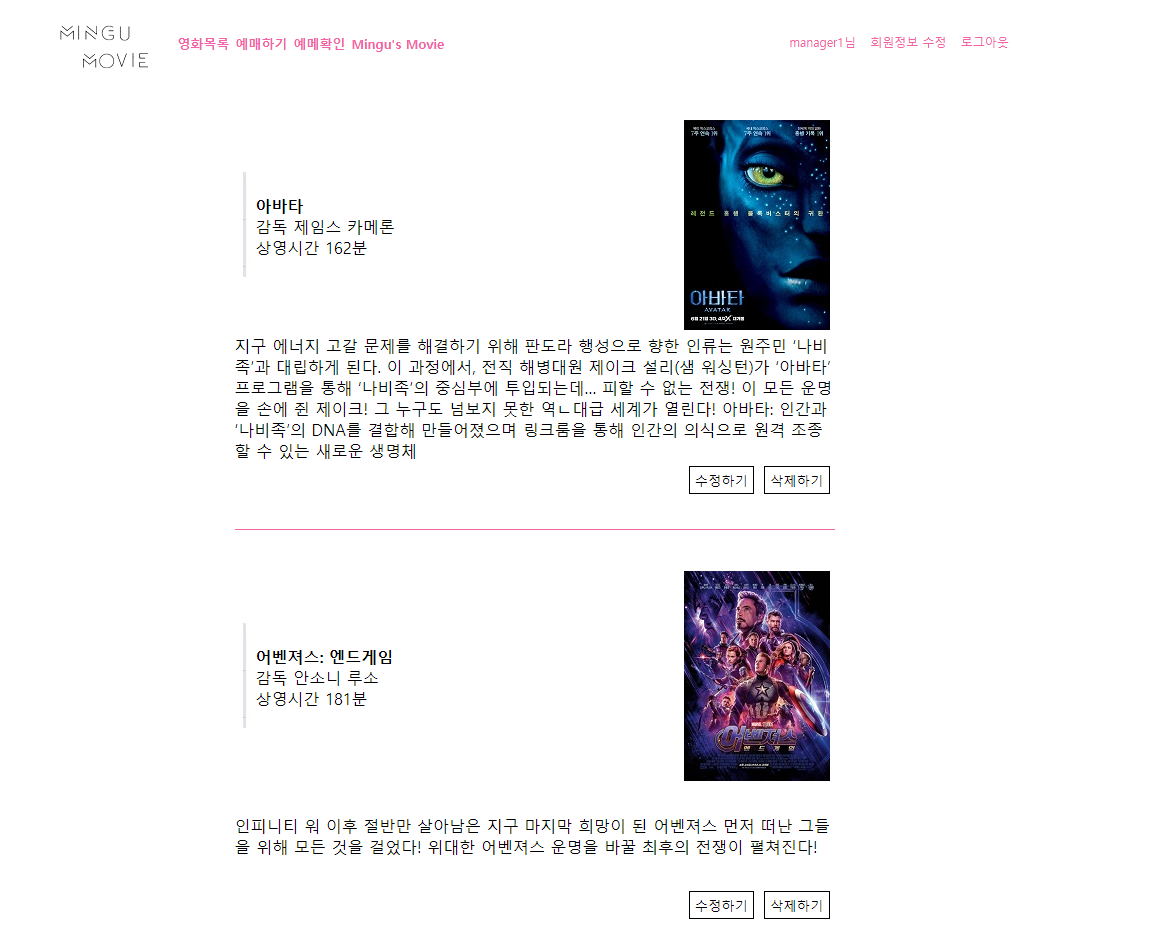 MINGU
MOVIE
영화목록 예매하기 예메확인 Mingu's Movie
manager1님 회원정보 수정 로그아웃
아바타
감독 제임스 카메론
상영시간 162분
레전드 흥행 블록버스터의 귀환
아바타
AVATAR
지구 에너지 고갈 문제를 해결하기 위해 판도라 행성으로 향한 인류는 원주민 ‘나비
족’과 대립하게 된다. 이 과정에서, 전직 해병대원 제이크 설리(샘 워싱턴)가 ‘아바타’
프로그램을 통해 ‘나비족’의 중심부에 투입되는데… 피할 수 없는 전쟁! 이 모든 운명
을 손에 쥔 제이크! 그 누구도 넘보지 못한 역ㄴ대급 세계가 열린다! 아바타: 인간과
‘나비족’의 DNA를 결합해 만들어졌으며 링크룸을 통해 인간의 의식으로 원격 조종
할 수 있는 새로운 생명체
수정하기 삭제하기
어벤져스: 엔드게임
감독 안소니 루소
상영시간 181분
어벤져스
엔드게임
인피니티 워 이후 절반만 살아남은 지구 마지막 희망이 된 어벤져스 먼저 떠난 그들
을 위해 모든 것을 걸었다! 위대한 어벤져스 운명을 바꿀 최후의 전쟁이 펼쳐진다!
수정하기 삭제하기